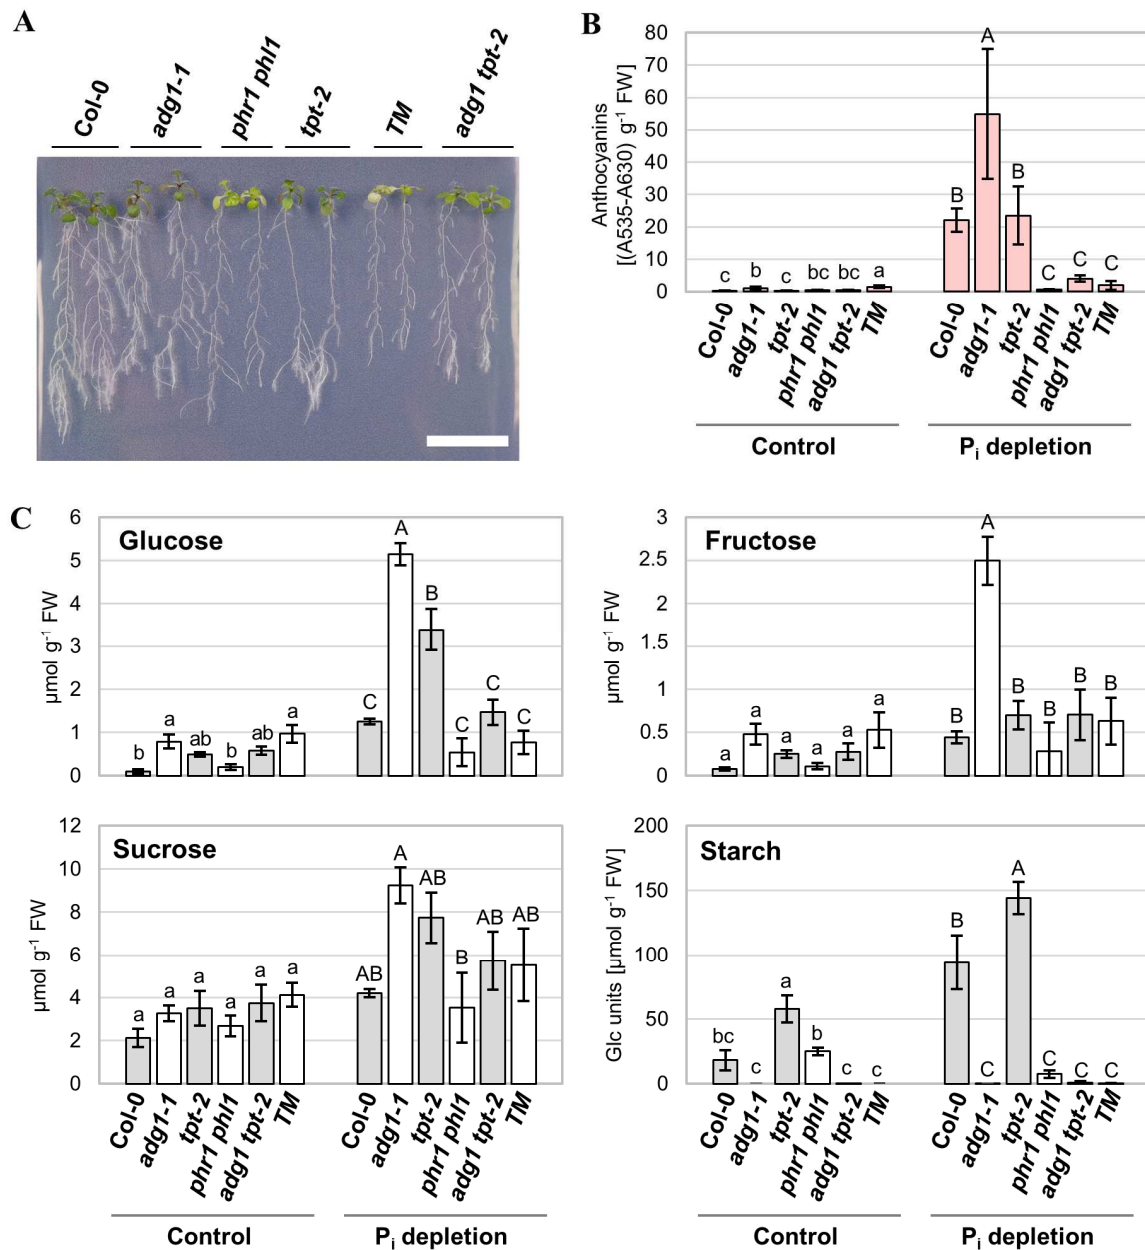 A
Col-0
adg1-1
phr1 phl1
tpt-2
TM
adg1 tpt-2
B
Anthocyanins
[(A535-A630) g-1 FW]
80
70
60
50
40
30
20
10
0
c
b
c
bc
bc
a
B
A
B
C
C
C
Col-0
adg1-1
tpt-2
phr1 phl1
adg1 tpt-2
TM
Col-0
adg1-1
tpt-2
phr1 phl1
adg1 tpt-2
TM
Control
Pi depletion
C
Glucose
µmol g-1 FW
6
5
4
3
2
1
0
b
a
ab
b
ab
a
C
A
B
C
C
C
Fructose
µmol g-1 FW
3
2.5
2
1.5
1
0.5
0
a
a
a
a
a
a
B
A
B
B
B
B
Sucrose
µmol g-1 FW
12
10
8
6
4
2
0
a
a
a
a
a
a
AB
A
AB
B
AB
AB
Col-0
adg1-1
tpt-2
phr1 phl1
adg1 tpt-2
TM
Col-0
adg1-1
tpt-2
phr1 phl1
adg1 tpt-2
TM
Control
Pi depletion
Starch
Glc units [µmol g-1 FW]
200
150
100
50
0
bc
c
a
b
c
c
B
C
A
C
C
C
Col-0
adg1-1
tpt-2
phr1 phl1
adg1 tpt-2
TM
Col-0
adg1-1
tpt-2
phr1 phl1
adg1 tpt-2
TM
Control
Pi depletion